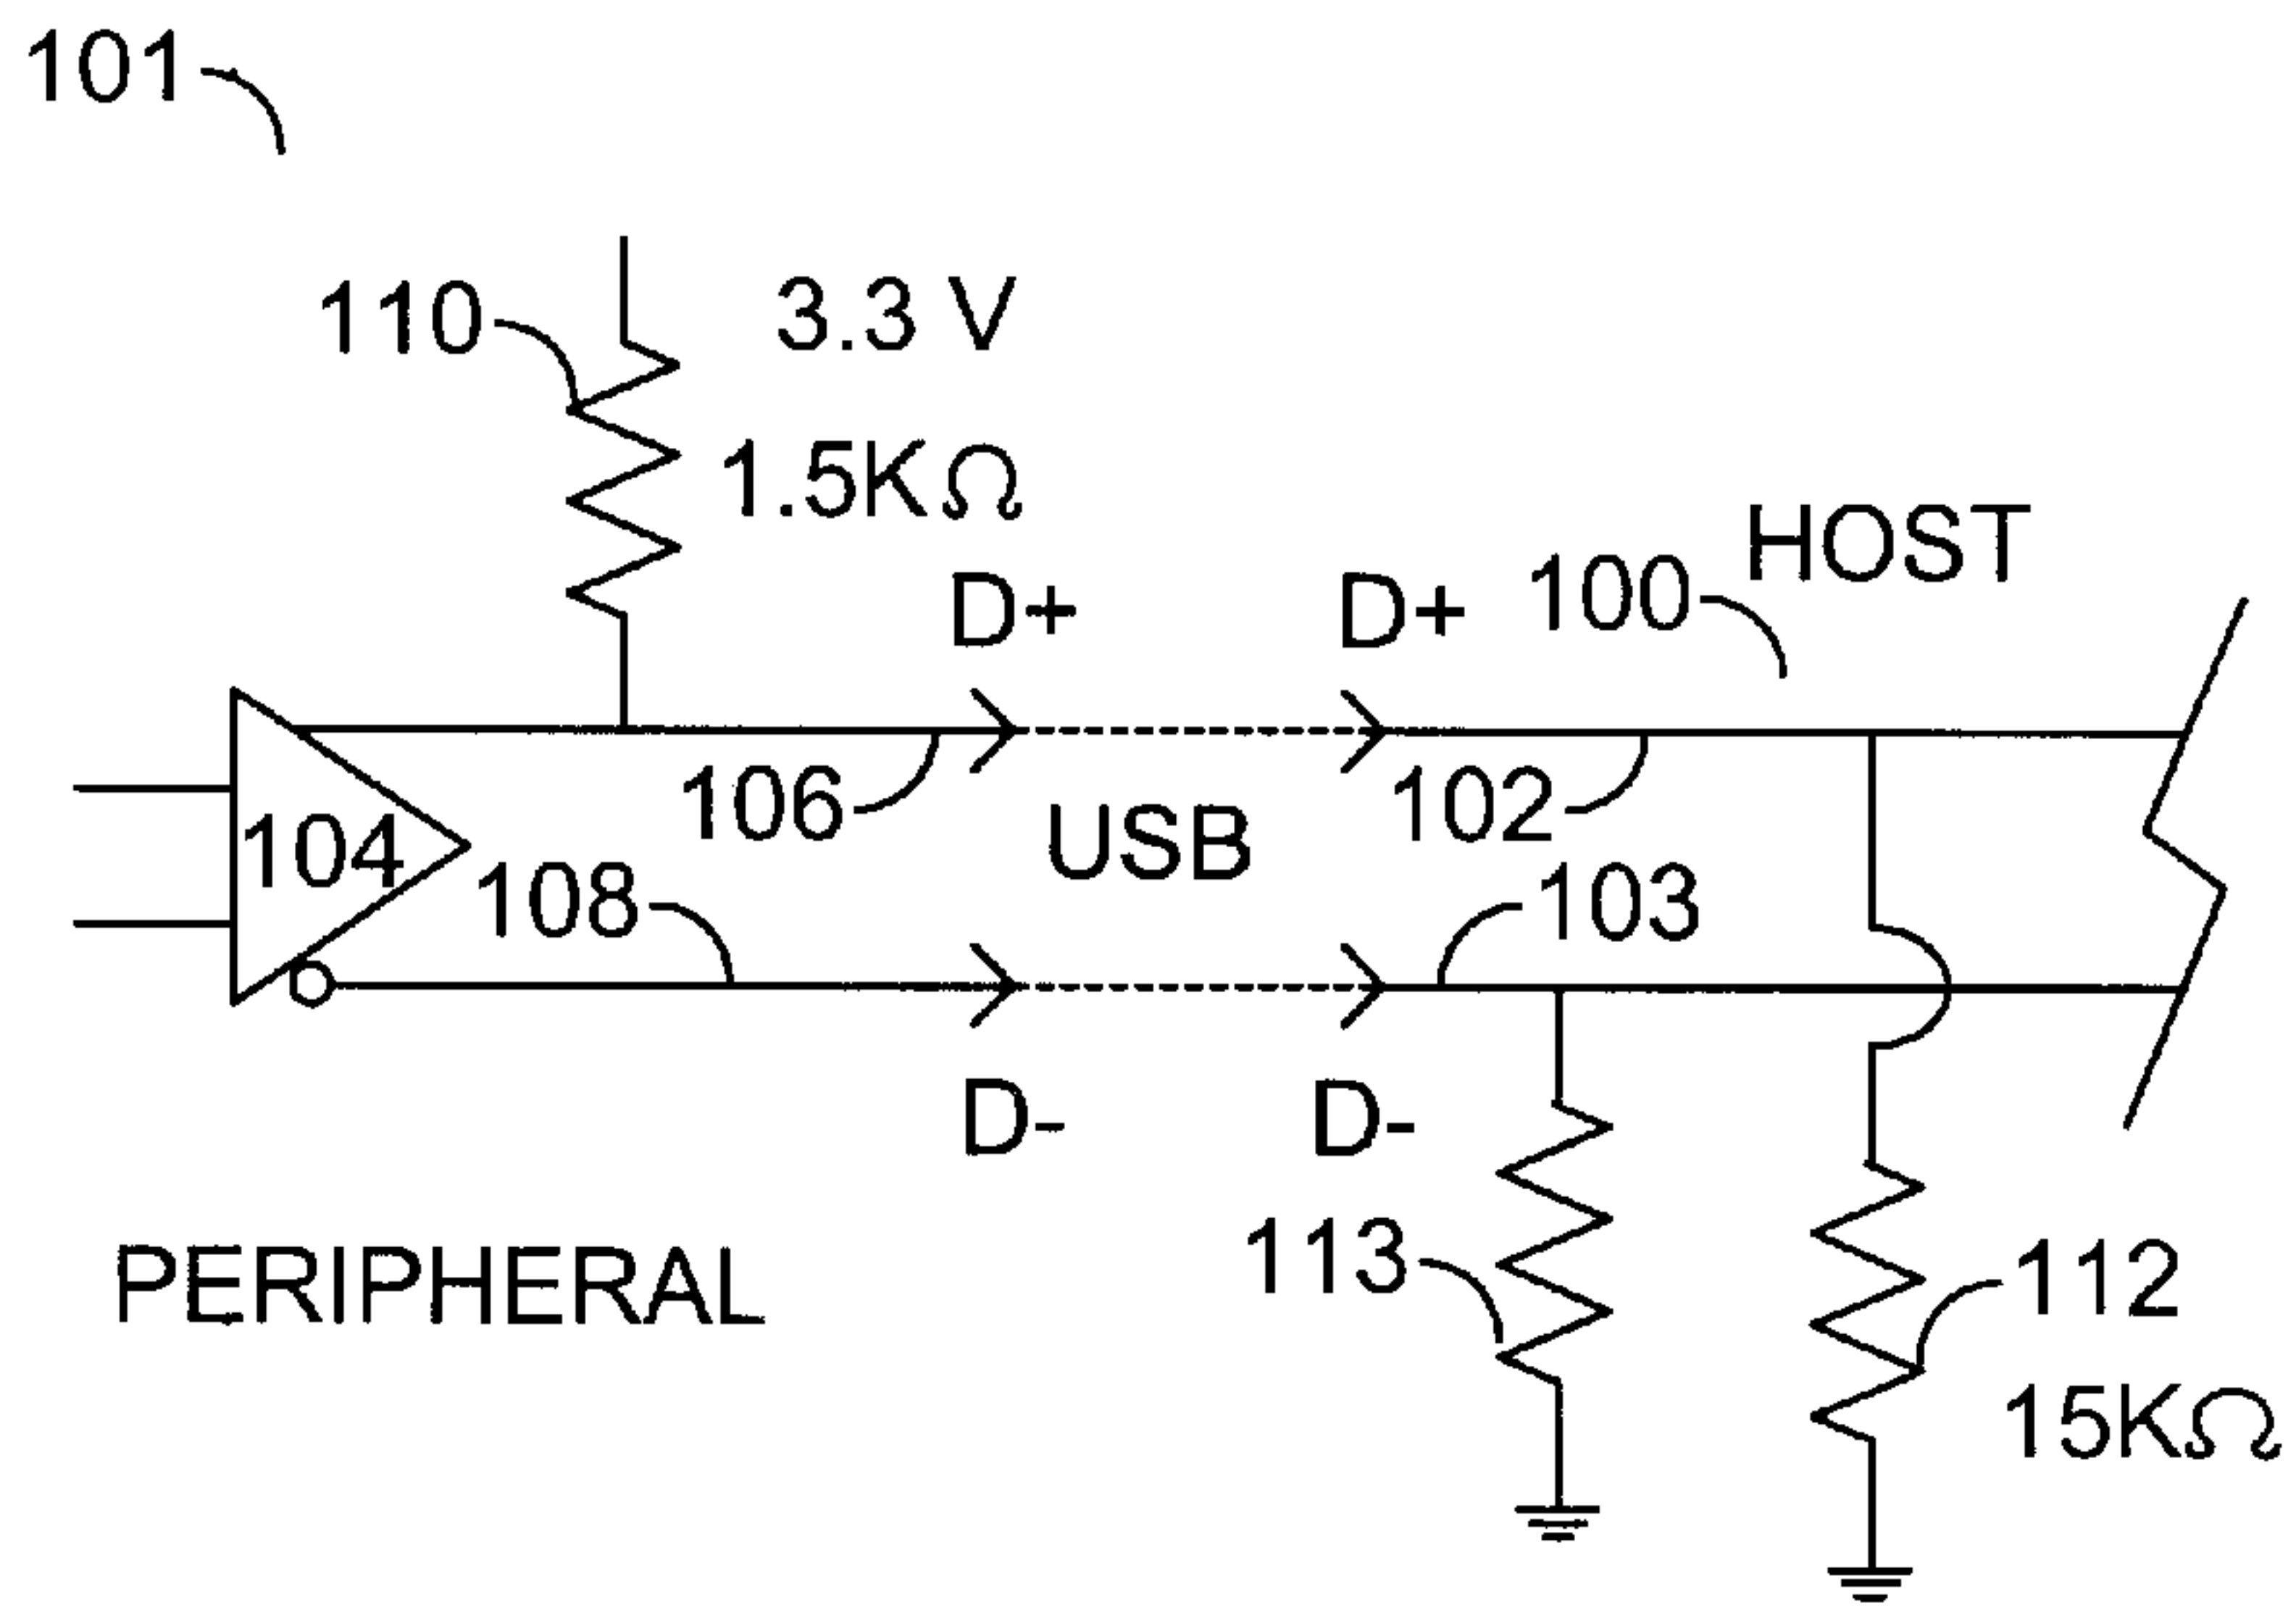 101
110
3.3 V
1.5KΩ
HOST
D+
D+
100
106
102
104
USB
108
103
D-
D-
113
PERIPHERAL
112
15KΩ